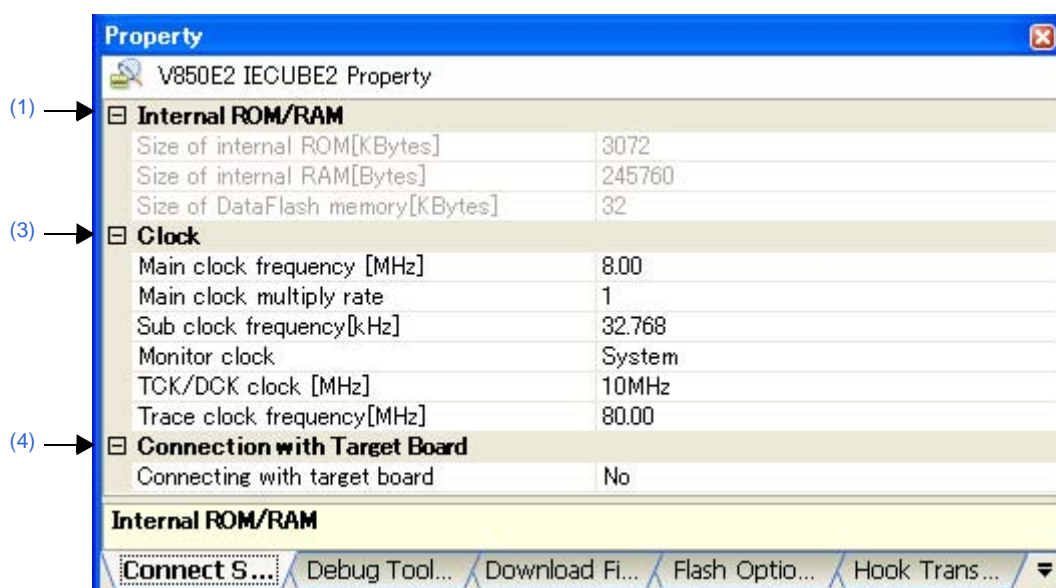 Property
V850E2 IECUBE2 Property
(1) Internal ROM/RAM
Size of internal ROM[KBytes] 3072
Size of internal RAM[Bytes] 245760
Size of DataFlash memory[KBytes] 32
(3) Clock
Main clock frequency [MHz] 8.00
Main clock multiply rate 1
Sub clock frequency[kHz] 32.768
Monitor clock System
TCK/DCK clock [MHz] 10MHz
Trace clock frequency[MHz] 80.00
(4) Connection with Target Board
Connecting with target board No
Internal ROM/RAM
Connect S... Debug Tool... Download Fi... Flash Optio... Hook Trans...